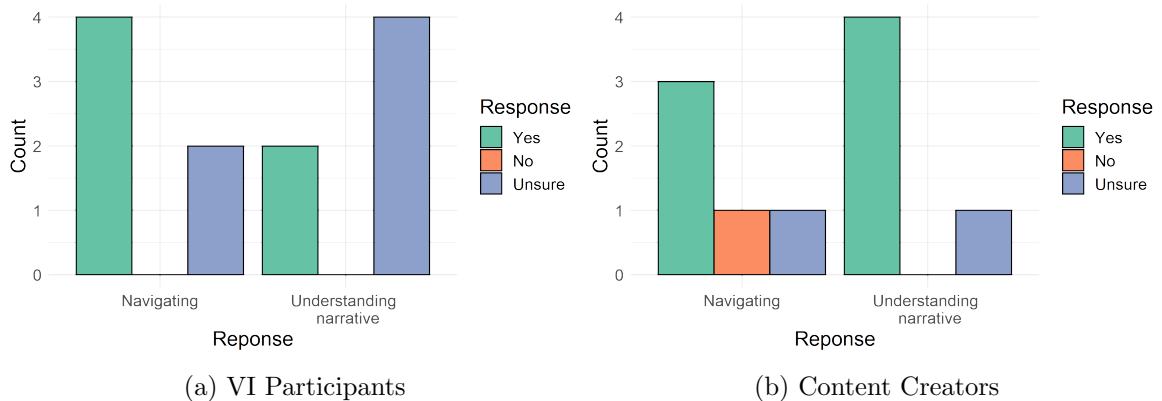 4
3
2
1
0
Count
Navigating
Understanding
narrative
Reponse
Response
Yes
No
Unsure
(a) VI Participants
4
3
2
1
0
Count
Navigating
Understanding
narrative
Reponse
Response
Yes
No
Unsure
(b) Content Creators